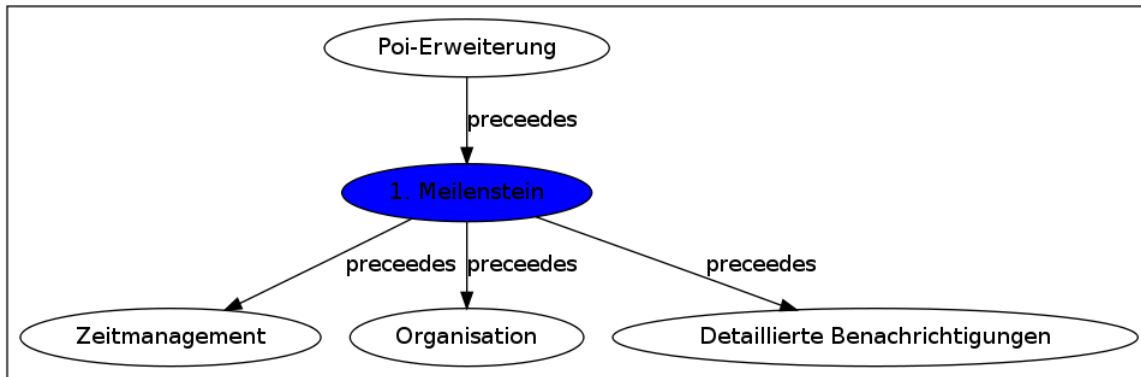 Poi-Erweiterung
preceedes
1. Meilenstein
preceedes
preceedes
preceedes
Zeitmanagement
Organisation
Detaillierte Benachrichtigungen